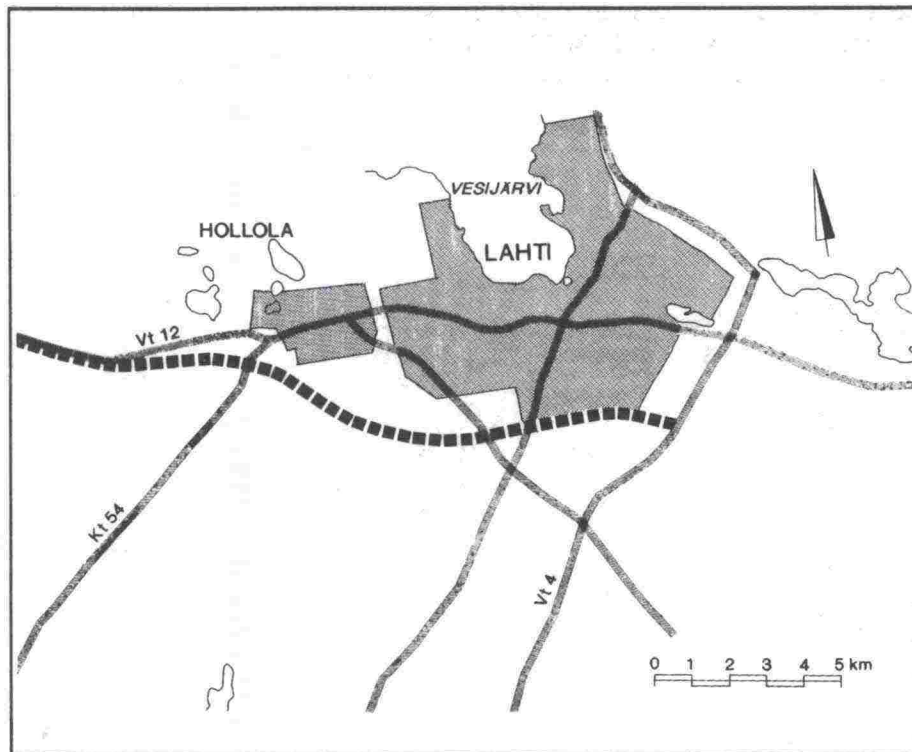 VESIJÄRVI
HOLLOLA
LAHTI
Vt 12
Kt 54
Vt 4
0 1 2 3 4 5 km